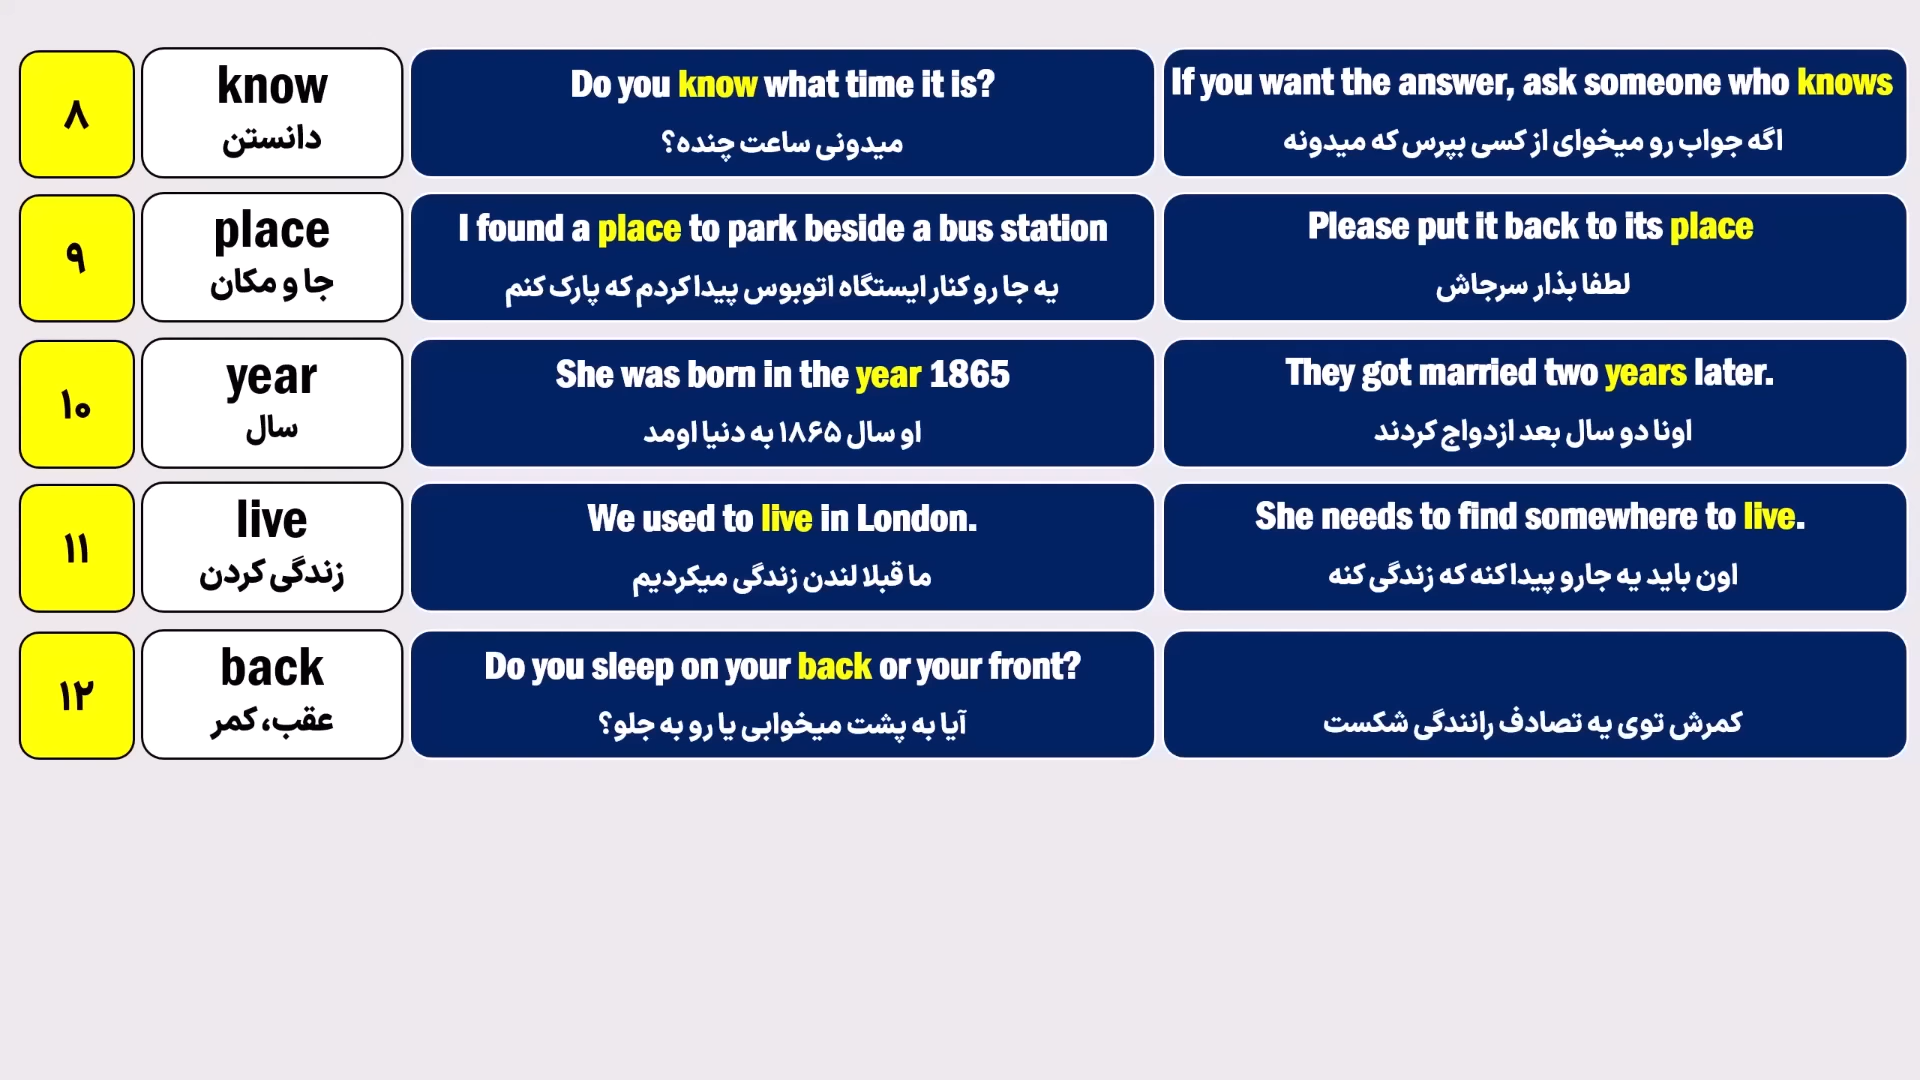 ۸
know
دانستن
Do you know what time it is?
میدونی ساعت چنده؟
If you want the answer, ask someone who knows
اگه جواب رو میخوای از کسی بپرس که میدونه
۹
place
جا و مکان
I found a place to park beside a bus station
یه جا رو کنار ایستگاه اتوبوس پیدا کردم که پارک کنم
Please put it back to its place
لطفا بذار سرجاش
۱۰
year
سال
She was born in the year 1865
او سال ۱۸۶۵ به دنیا اومد
They got married two years later.
اونا دو سال بعد ازدواج کردند
۱۱
live
زندگی کردن
We used to live in London.
ما قبلا لندن زندگی میکردیم
She needs to find somewhere to live.
اون باید یه جارو پیدا کنه که زندگی کنه
۱۲
back
عقب، کمر
Do you sleep on your back or your front?
آیا به پشت میخوابی یا رو به جلو؟
کمرش توی یه تصادف رانندگی شکست